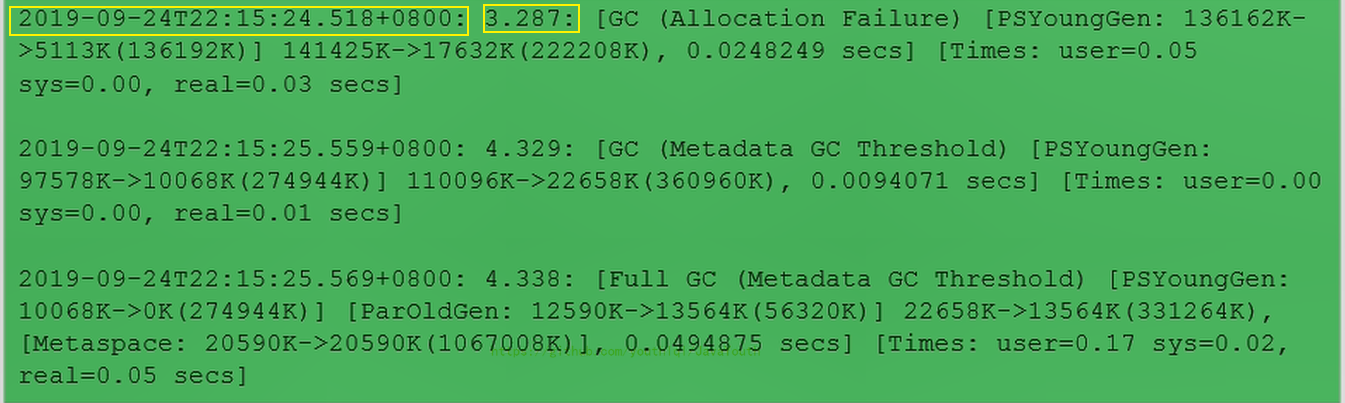 2019-09-24T22:15:24.518+0800: 3.287: [GC (Allocation Failure) [PSYoungGen: 136162K-
>5113K(136192K)] 141425K->17632K(222208K), 0.0248249 secs] [Times: user=0.05
sys=0.00, real=0.03 secs]
2019-09-24T22:15:25.559+0800: 4.329: [GC (Metadata GC Threshold) [PSYoungGen:
97578K->10068K(274944K)] 110096K->22658K(360960K), 0.0094071 secs] [Times: user=0.00
sys=0.00, real=0.01 secs]
2019-09-24T22:15:25.569+0800: 4.338: [Full GC (Metadata GC Threshold) [PSYoungGen:
10068K->0K(274944K)] [ParOldGen: 12590K->13564K(56320K)] 22658K->13564K(331264K),
[Metaspace: 20590K->20590K(1067008K)], 0.0494875 secs] [Times: user=0.17 sys=0.02,
real=0.05 secs]